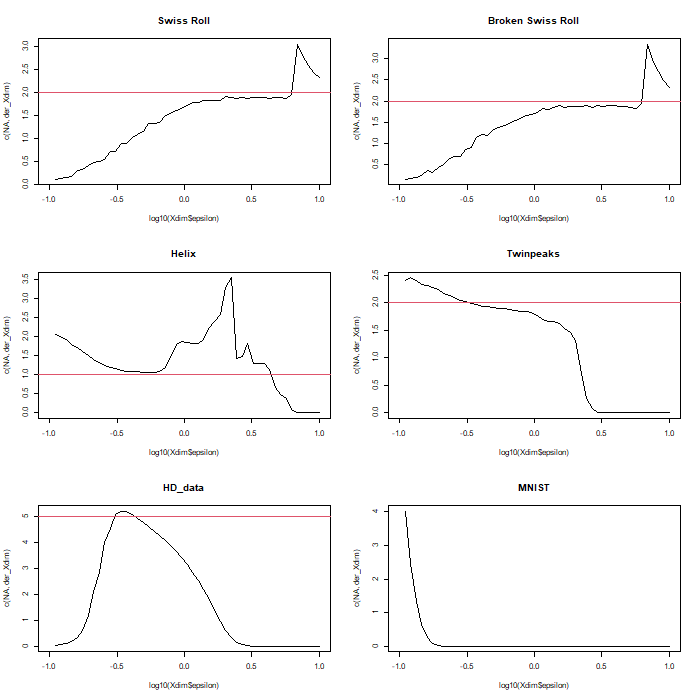 Swiss Roll
c(NA, der_Xdim)
0.0 0.5 1.0 1.5 2.0 2.5 3.0
-1.0 -0.5 0.0 0.5 1.0
log10(Xdim$epsilon)
Broken Swiss Roll
c(NA, der_Xdim)
0.5 1.0 1.5 2.0 2.5 3.0
-1.0 -0.5 0.0 0.5 1.0
log10(Xdim$epsilon)
Helix
c(NA, der_Xdim)
0.0 0.5 1.0 1.5 2.0 2.5 3.0 3.5
-1.0 -0.5 0.0 0.5 1.0
log10(Xdim$epsilon)
Twinpeaks
c(NA, der_Xdim)
0.0 0.5 1.0 1.5 2.0 2.5
-1.0 -0.5 0.0 0.5 1.0
log10(Xdim$epsilon)
HD_data
c(NA, der_Xdim)
0 1 2 3 4 5
-1.0 -0.5 0.0 0.5 1.0
log10(Xdim$epsilon)
MNIST
c(NA, der_Xdim)
0 1 2 3 4
-1.0 -0.5 0.0 0.5 1.0
log10(Xdim$epsilon)